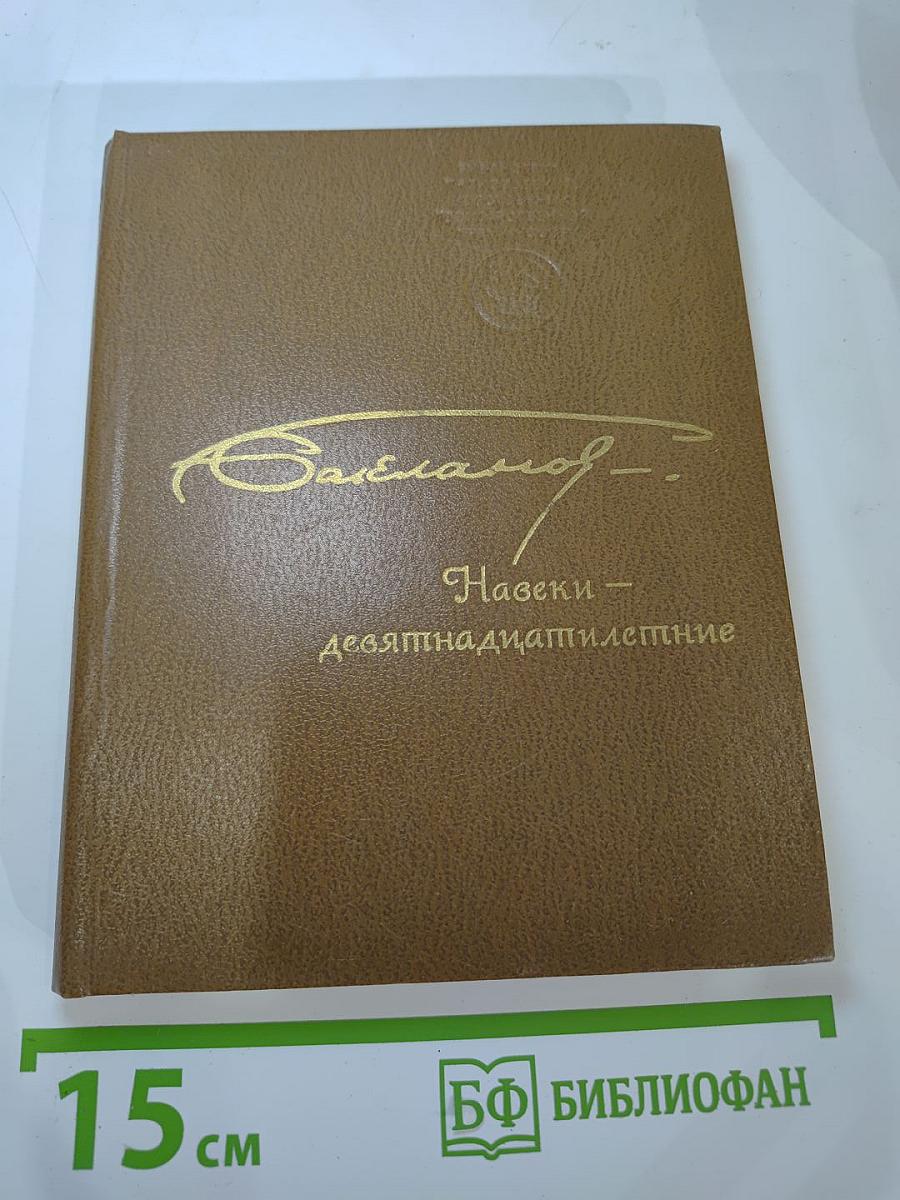 Бакланов Г.
Навеки –
девятнадцатилетние
15 см
БФ БИБЛИОФАН